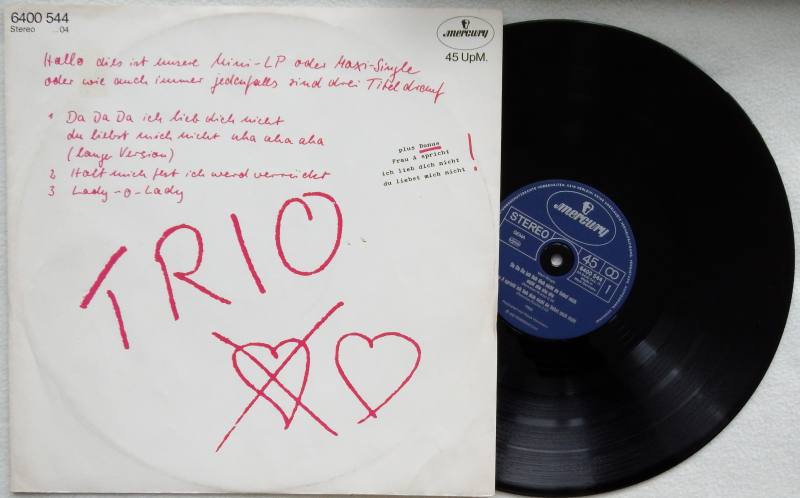 6400 544
Stereo ..04
mercury
45 UpM.
Hallo dies ist unsere Mini-LP oder Maxi-Single
oder wie auch immer jedenfalls sind drei Titel drauf
1 Da Da Da ich lieb dich nicht
du liebst mich nicht aha aha aha
(lange Version)
2 Halt mich fest ich werd verrückt
3 Lady-o-Lady
plus Bonus
Frau A spricht
ich lieb dich nicht
du liebst mich nicht
!
TRIO
mercury
STEREO
45
GEMA
6400 544
1